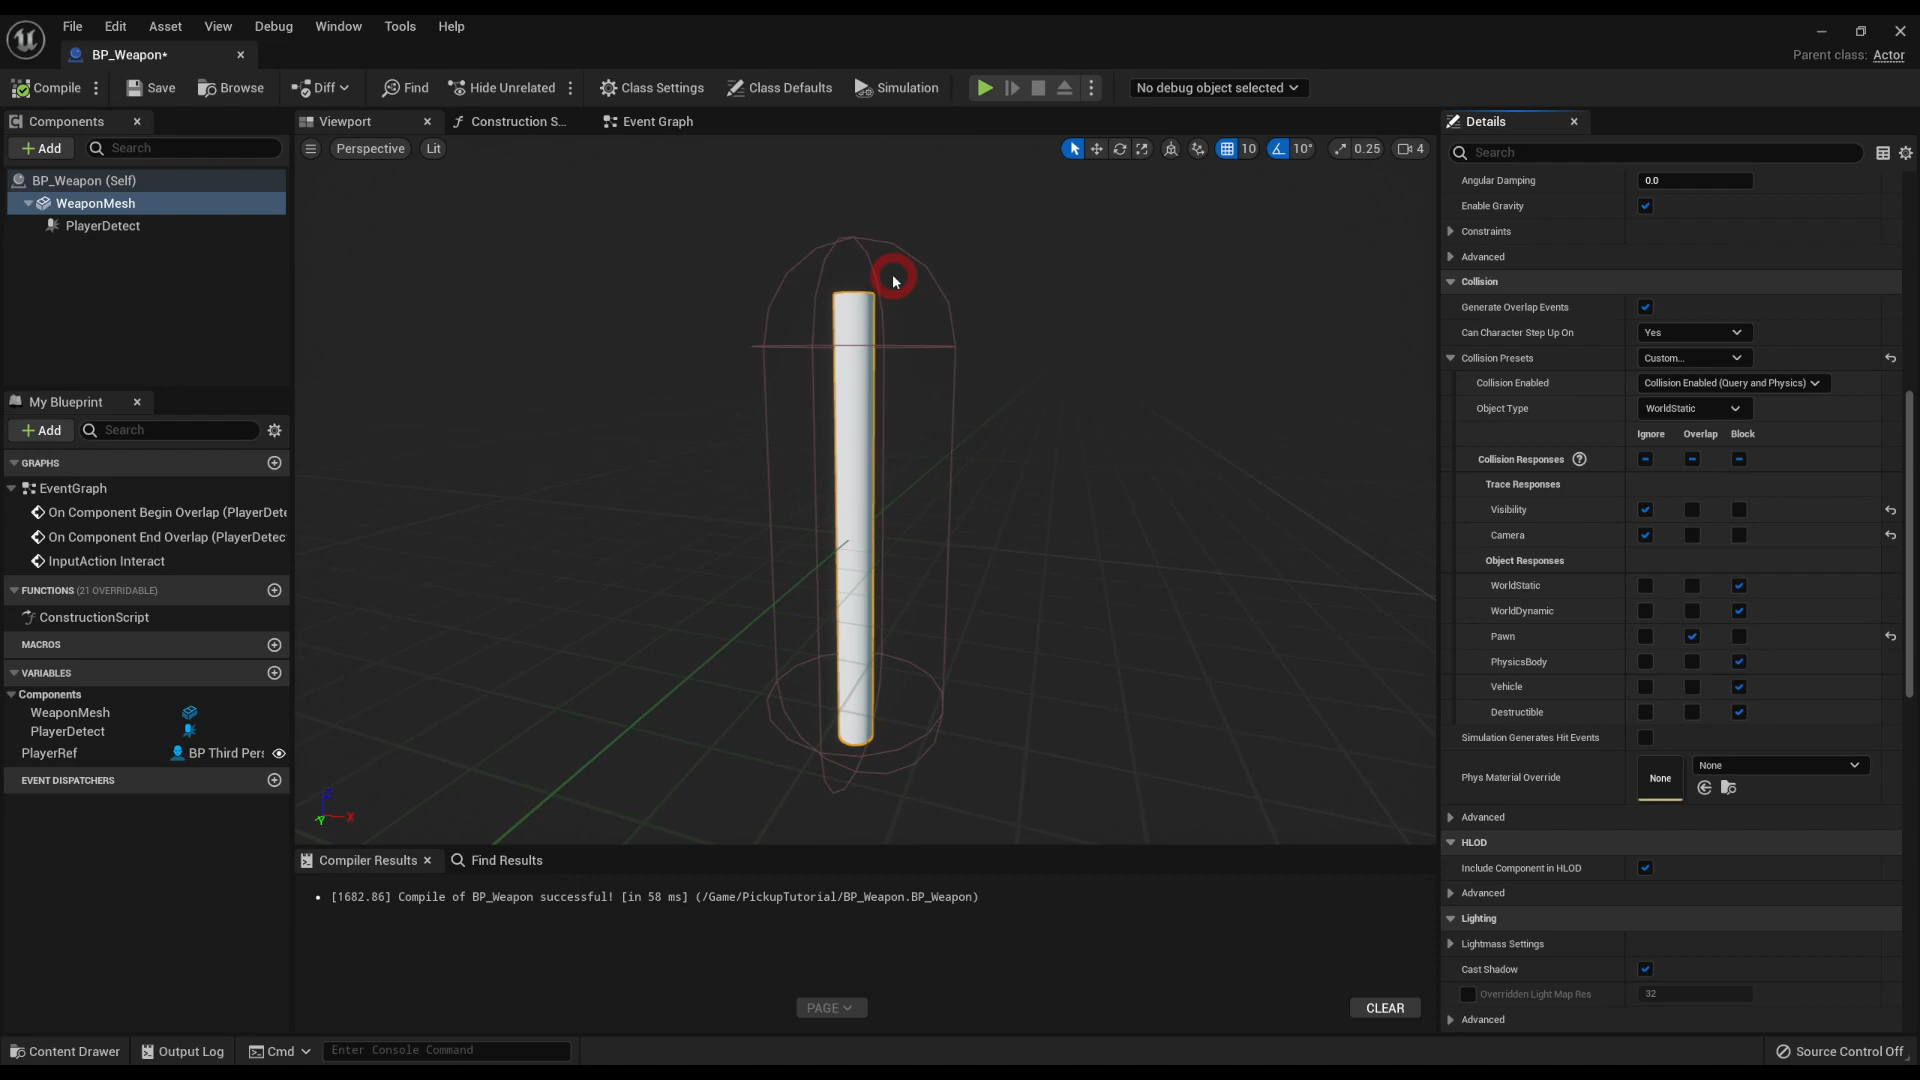 File Edit Asset View Debug Window Tools Help
BP_Weapon•
Parent class: Actor
Compile Save Browse Diff Find Hide Unrelated Class Settings Class Defaults Simulation No debug object selected
Components
Add Search
BP_Weapon (Self)
WeaponMesh
PlayerDetect
My Blueprint
Add Search
GRAPHS
EventGraph
On Component Begin Overlap (PlayerDete
On Component End Overlap (PlayerDetec
InputAction Interact
FUNCTIONS (21 OVERRIDABLE)
ConstructionScript
MACROS
VARIABLES
Components
WeaponMesh
PlayerDetect
PlayerRef BP Third Pers
EVENT DISPATCHERS
Viewport Construction S... Event Graph
Perspective Lit 10 10° 0.25 4
Z
X
Y
Compiler Results Find Results
• [1682.86] Compile of BP_Weapon successful! [in 58 ms] (/Game/PickupTutorial/BP_Weapon.BP_Weapon)
PAGE CLEAR
Details
Search
Angular Damping 0.0
Enable Gravity
Constraints
Advanced
Collision
Generate Overlap Events
Can Character Step Up On Yes
Collision Presets Custom...
Collision Enabled Collision Enabled (Query and Physics)
Object Type WorldStatic
Ignore Overlap Block
Collision Responses ?
Trace Responses
Visibility
Camera
Object Responses
WorldStatic
WorldDynamic
Pawn
PhysicsBody
Vehicle
Destructible
Simulation Generates Hit Events
Phys Material Override None None
Advanced
HLOD
Include Component in HLOD
Advanced
Lighting
Lightmass Settings
Cast Shadow
Overridden Light Map Res 32
Advanced
Content Drawer Output Log Cmd Enter Console Command Source Control Off